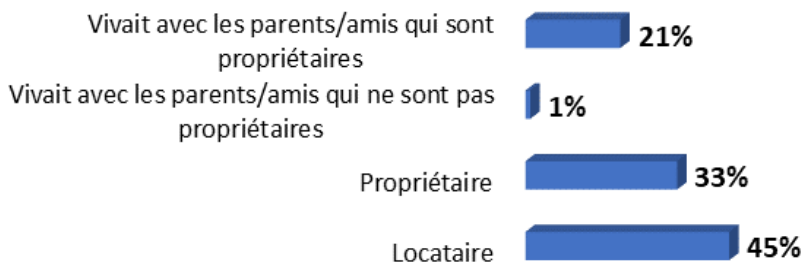 Vivait avec les parents/amis qui sont
propriétaires
21%
Vivait avec les parents/amis qui ne sont pas
propriétaires
1%
Propriétaire
33%
Locataire
45%